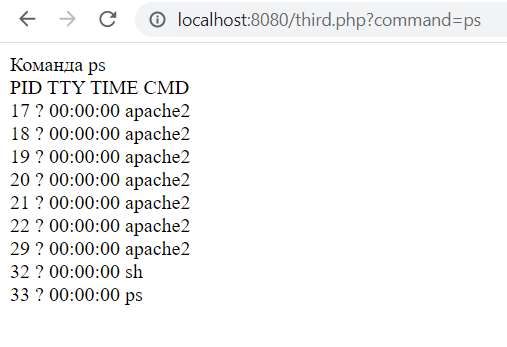 localhost:8080/third.php?command=ps
Команда ps
PID TTY TIME CMD
17 ? 00:00:00 apache2
18 ? 00:00:00 apache2
19 ? 00:00:00 apache2
20 ? 00:00:00 apache2
21 ? 00:00:00 apache2
22 ? 00:00:00 apache2
29 ? 00:00:00 apache2
32 ? 00:00:00 sh
33 ? 00:00:00 ps